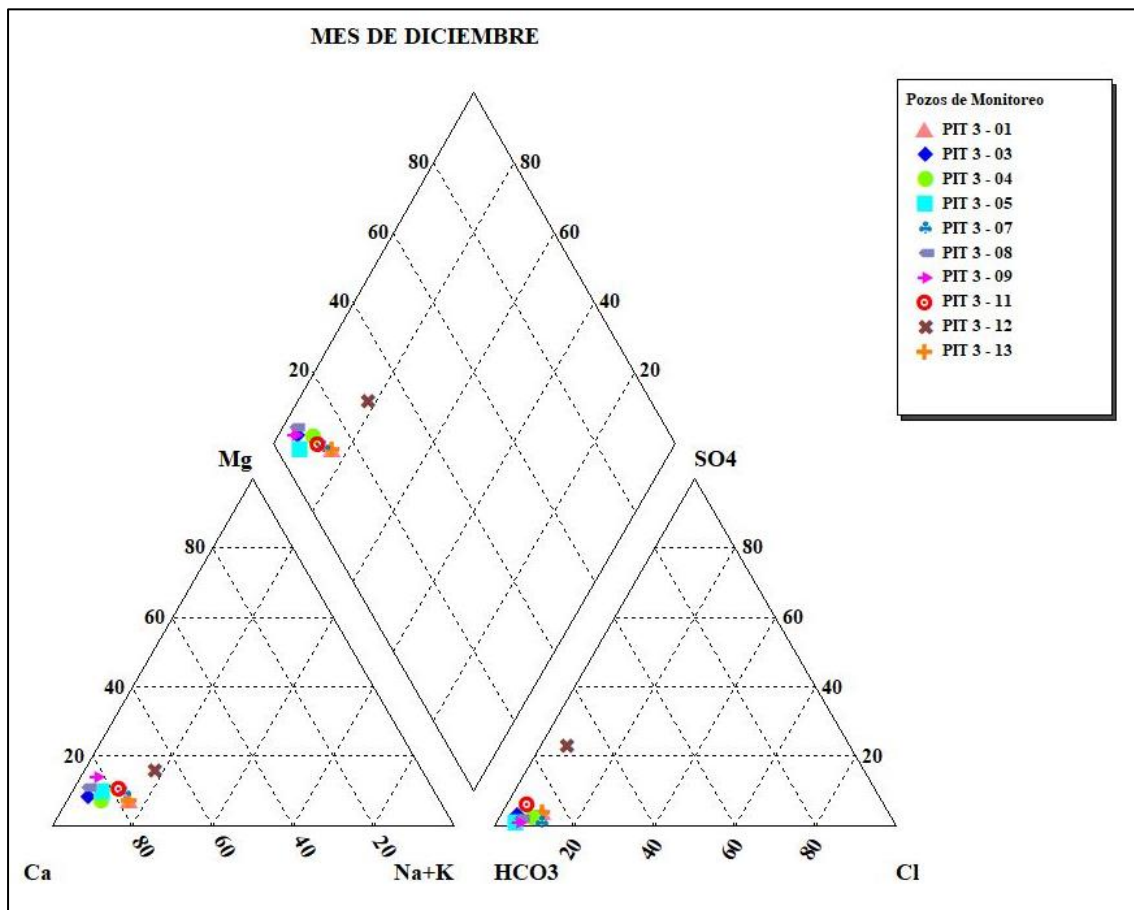 MES DE DICIEMBRE
Pozos de Monitoreo
PIT 3 - 01
PIT 3 - 03
PIT 3 - 04
PIT 3 - 05
PIT 3 - 07
PIT 3 - 08
PIT 3 - 09
PIT 3 - 11
PIT 3 - 12
PIT 3 - 13
80 80
60 60
40 40
20 20
Mg SO4
80 80
60 60
40 40
20 20
80 60 40 20 20 40 60 80
Ca Na+K HCO3 Cl